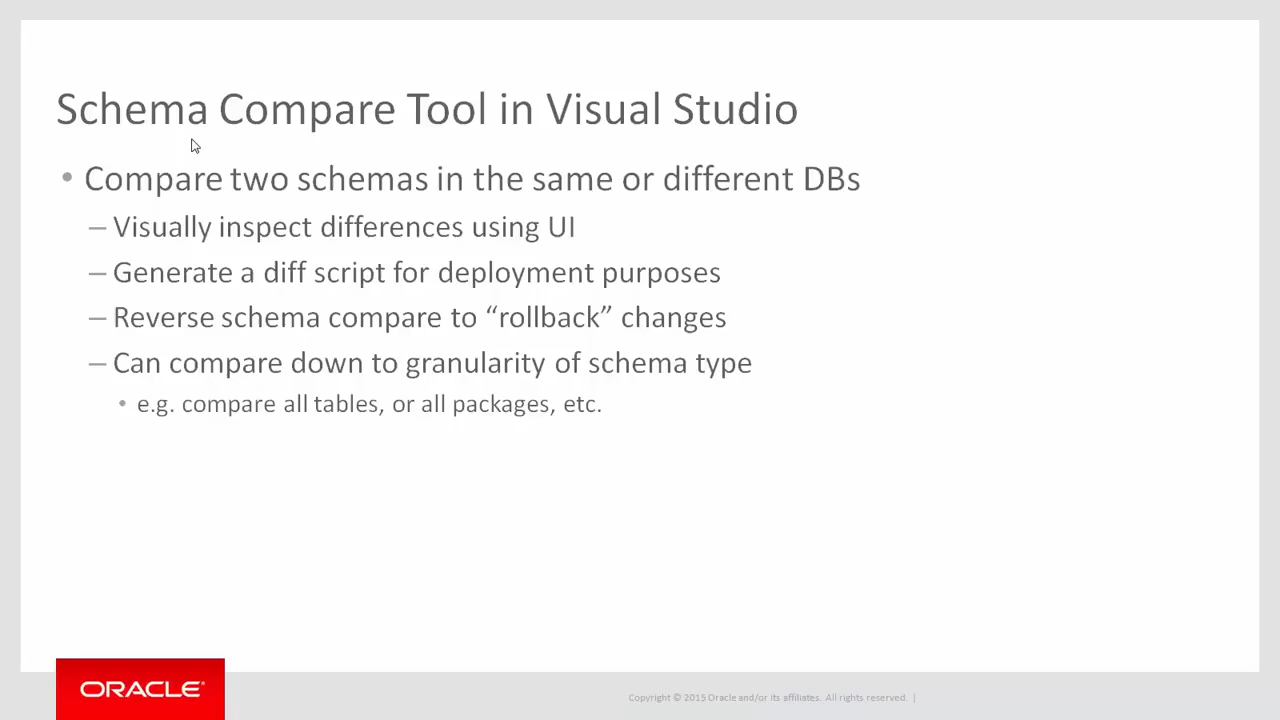 Schema Compare Tool in Visual Studio
• Compare two schemas in the same or different DBs
– Visually inspect differences using UI
– Generate a diff script for deployment purposes
– Reverse schema compare to “rollback” changes
– Can compare down to granularity of schema type
• e.g. compare all tables, or all packages, etc.
ORACLE®
Copyright © 2015 Oracle and/or its affiliates. All rights reserved. |